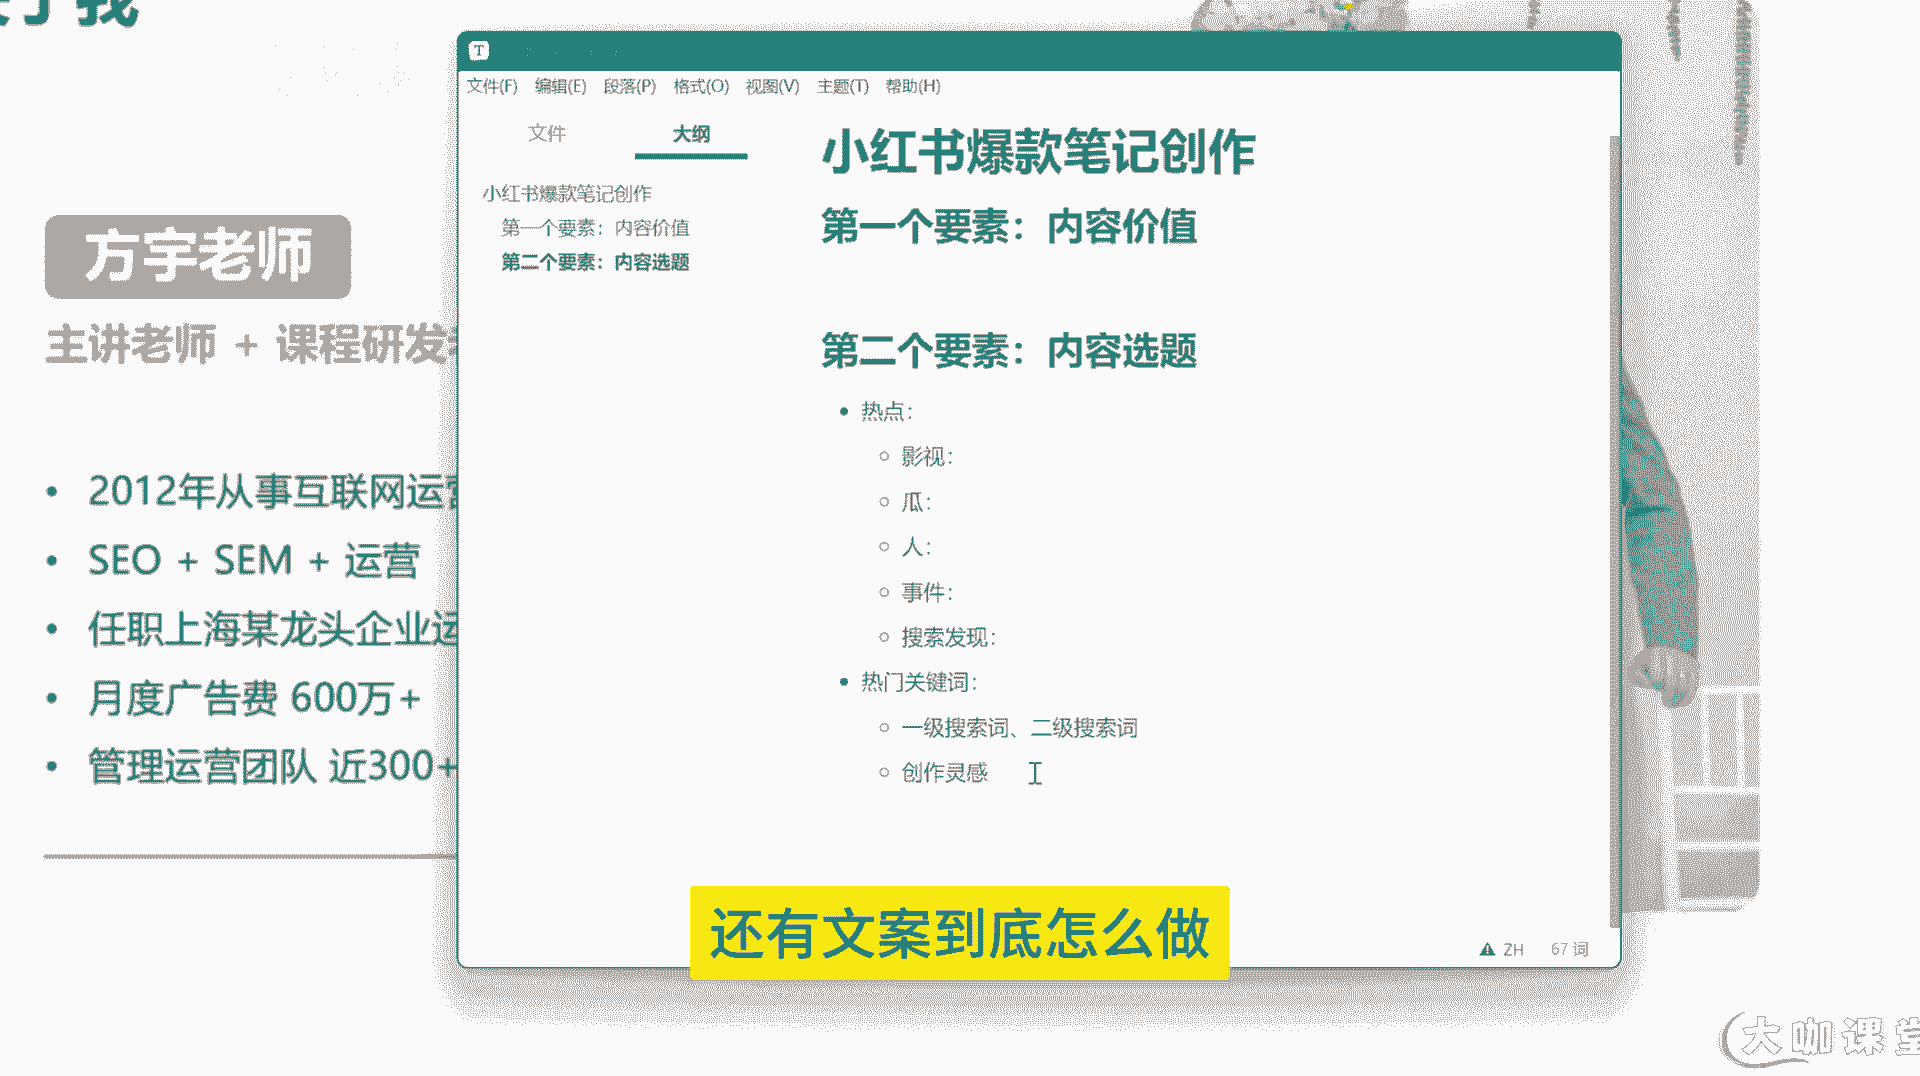 了我
方宇老师
主讲老师 + 课程研发
• 2012年从事互联网运营
• SEO + SEM + 运营
• 任职上海某龙头企业运
• 月度广告费 600万+
• 管理运营团队 近300+
T
文件(F) 编辑(E) 段落(P) 格式(O) 视图(V) 主题(T) 帮助(H)
文件 大纲
小红书爆款笔记创作
第一个要素：内容价值
第二个要素：内容选题
小红书爆款笔记创作
第一个要素：内容价值
第二个要素：内容选题
• 热点：
○ 影视：
○ 瓜：
○ 人：
○ 事件：
○ 搜索发现：
• 热门关键词：
○ 一级搜索词、二级搜索词
○ 创作灵感
ZH 67 词
还有文案到底怎么做
大咖课堂